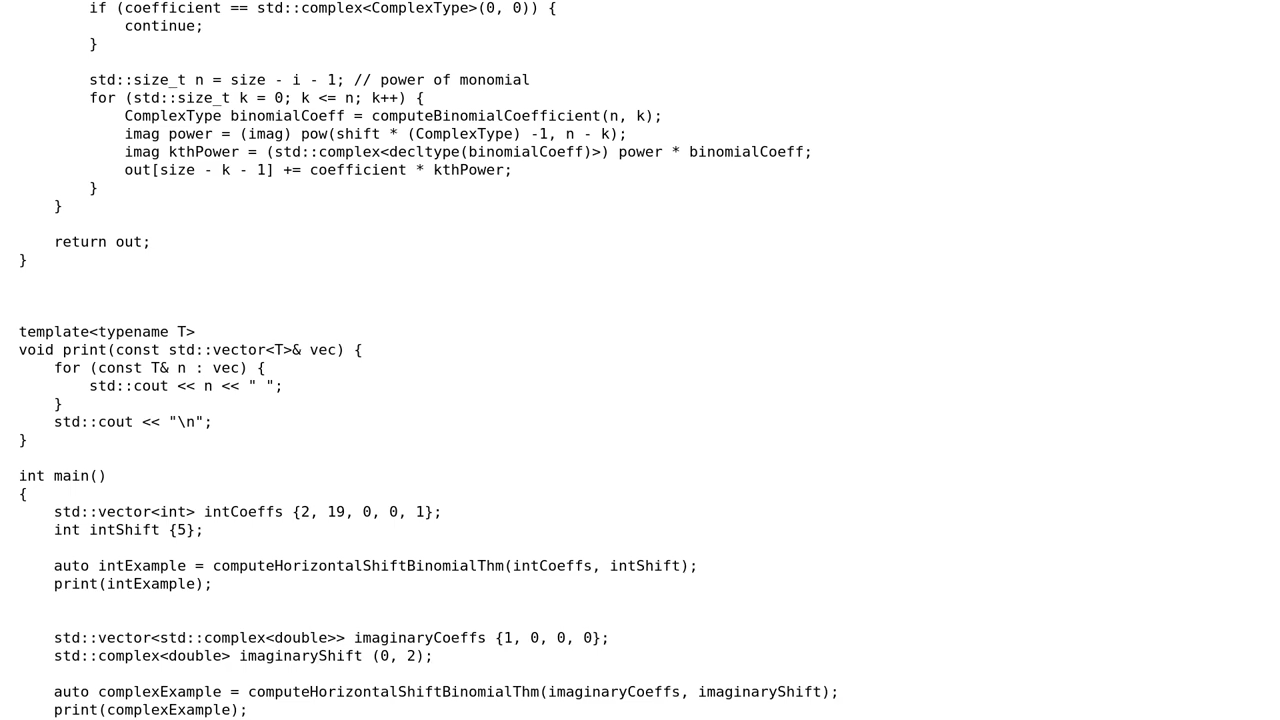 if (coefficient == std::complex<ComplexType>(0, 0)) {
            continue;
        }

        std::size_t n = size - i - 1; // power of monomial
        for (std::size_t k = 0; k <= n; k++) {
            ComplexType binomialCoeff = computeBinomialCoefficient(n, k);
            imag power = (imag) pow(shift * (ComplexType) -1, n - k);
            imag kthPower = (std::complex<decltype(binomialCoeff)>) power * binomialCoeff;
            out[size - k - 1] += coefficient * kthPower;
        }
    }

    return out;
}

template<typename T>
void print(const std::vector<T>& vec) {
    for (const T& n : vec) {
        std::cout << n << " ";
    }
    std::cout << "\n";
}

int main()
{
    std::vector<int> intCoeffs {2, 19, 0, 0, 1};
    int intShift {5};

    auto intExample = computeHorizontalShiftBinomialThm(intCoeffs, intShift);
    print(intExample);


    std::vector<std::complex<double>> imaginaryCoeffs {1, 0, 0, 0};
    std::complex<double> imaginaryShift (0, 2);

    auto complexExample = computeHorizontalShiftBinomialThm(imaginaryCoeffs, imaginaryShift);
    print(complexExample);